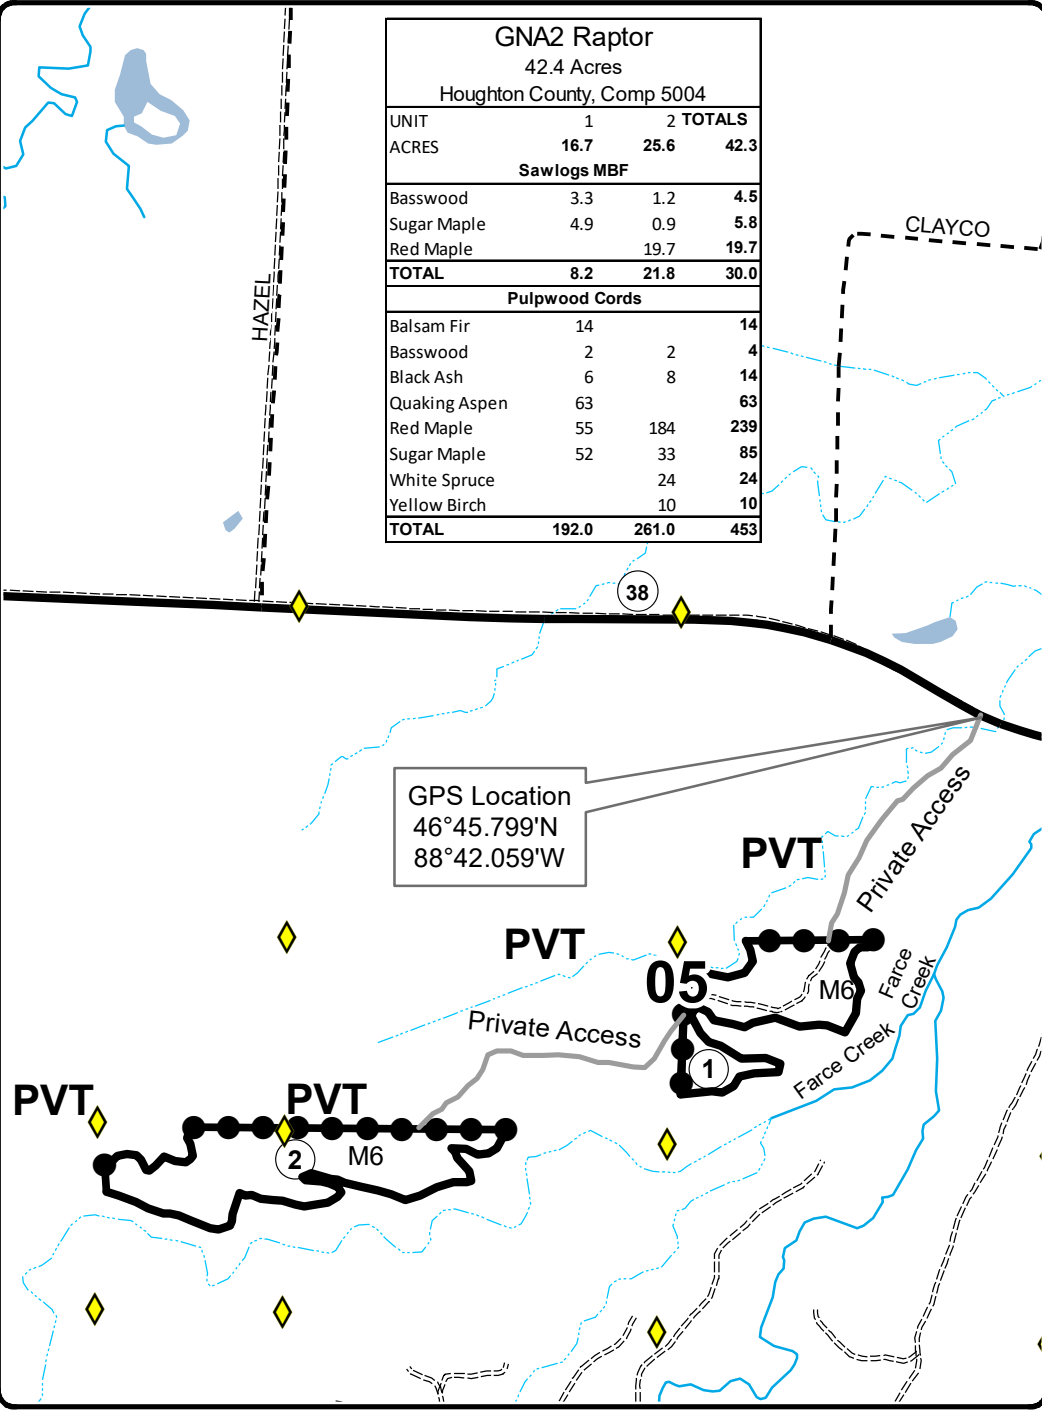 GNA2 Raptor
42.4 Acres
Houghton County, Comp 5004
UNIT 1 2 TOTALS
ACRES 16.7 25.6 42.3
Sawlogs MBF
Basswood 3.3 1.2 4.5
Sugar Maple 4.9 0.9 5.8
Red Maple 19.7 19.7
TOTAL 8.2 21.8 30.0
Pulpwood Cords
Balsam Fir 14 14
Basswood 2 2 4
Black Ash 6 8 14
Quaking Aspen 63 63
Red Maple 55 184 239
Sugar Maple 52 33 85
White Spruce 24 24
Yellow Birch 10 10
TOTAL 192.0 261.0 453
CLAYCO
HAZEL
38
GPS Location
46°45.799'N
88°42.059'W
PVT
Private Access
PVT
05
M6
Farce
Creek
Private Access
Farce Creek
1
PVT
PVT
2
M6